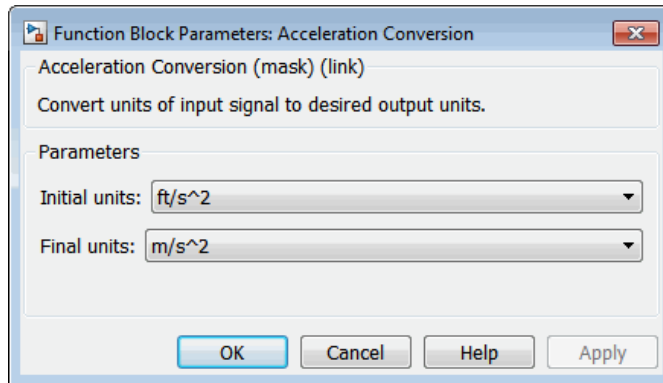 Function Block Parameters: Acceleration Conversion
Acceleration Conversion (mask) (link)
Convert units of input signal to desired output units.
Parameters
Initial units: ft/s^2
Final units: m/s^2
OK Cancel Help Apply